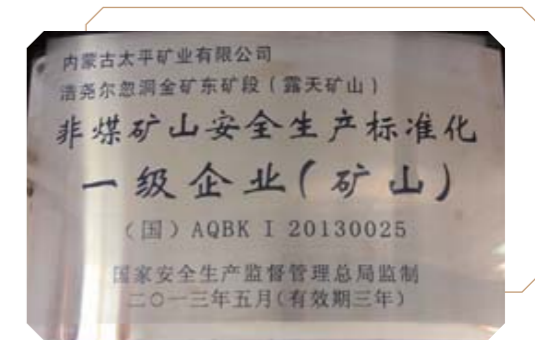 内蒙古太平矿业有限公司
浩尧尔忽洞金矿东矿段（露天矿山）
非煤矿山安全生产标准化
一级企业(矿山)
（国）AQBK I 20130025
国家安全生产监督管理总局监制
二○一三年五月(有效期三年)